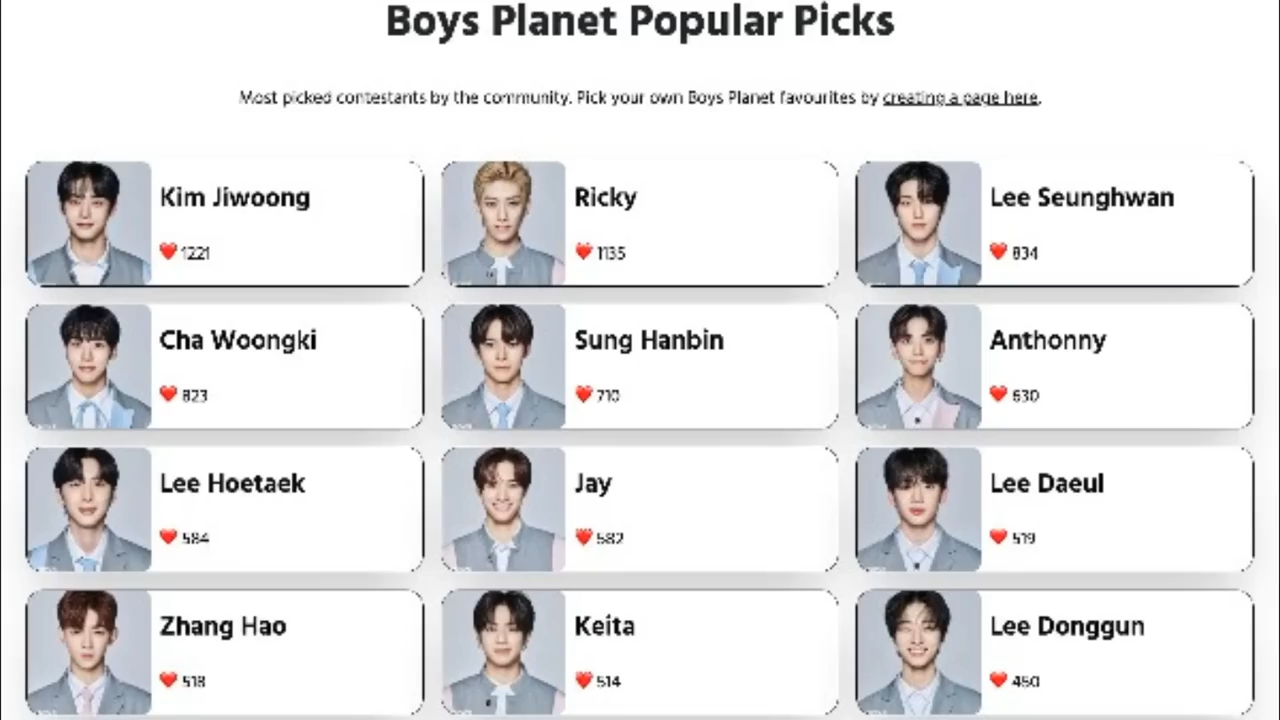 Boys Planet Popular Picks
Most picked contestants by the community. Pick your own Boys Planet favourites by creating a page here.
Kim Jiwoong
❤️ 1221
Ricky
❤️ 1135
Lee Seunghwan
❤️ 834
Cha Woongki
❤️ 823
Sung Hanbin
❤️ 710
Anthonny
❤️ 630
Lee Hoetaek
❤️ 584
Jay
❤️ 582
Lee Daeul
❤️ 519
Zhang Hao
❤️ 518
Keita
❤️ 514
Lee Donggun
❤️ 450